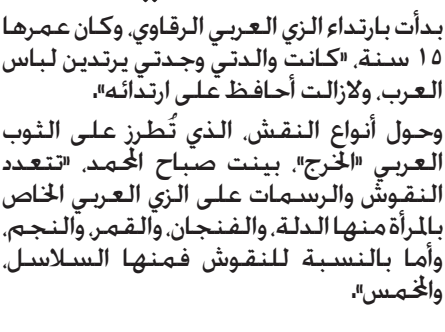 بدأت بارتداء الزي العربي الرقاوي، وكان عمرها
١٥ سنة، "كانت والدتي وجدتي يرتدين لباس
العرب، ولازالت أحافظ على ارتدائه".
وحول أنواع النقش، الذي تُطرز على الثوب
العربي "الخرج"، بينت صباح المحمد، "تتعدد
النقوش والرسمات على الزي العربي الخاص
بالمرأة منها الدلة، والفنجان، والقمر، والنجم،
وأما بالنسبة للنقوش فمنها السلاسل،
والخمس".